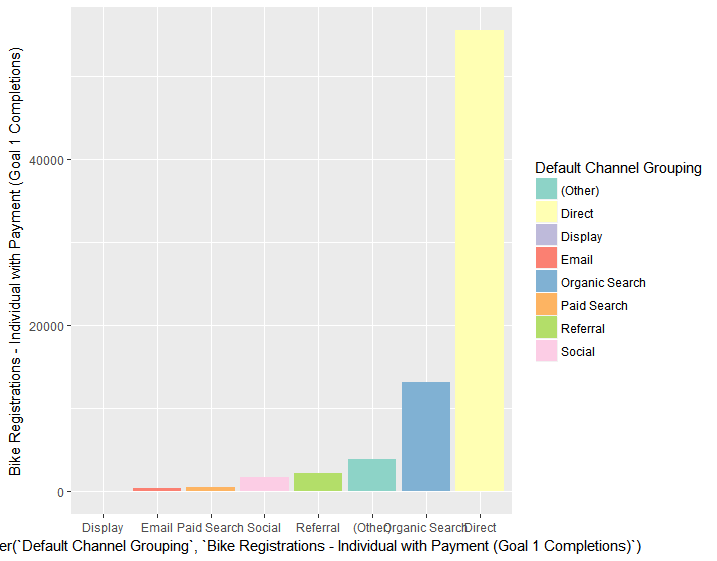 Bike Registrations - Individual with Payment (Goal 1 Completions)
40000
20000
0
Display Email Paid Search Social Referral (Other) Organic Search Direct
er(`Default Channel Grouping`, `Bike Registrations - Individual with Payment (Goal 1 Completions)`)
Default Channel Grouping
(Other)
Direct
Display
Email
Organic Search
Paid Search
Referral
Social